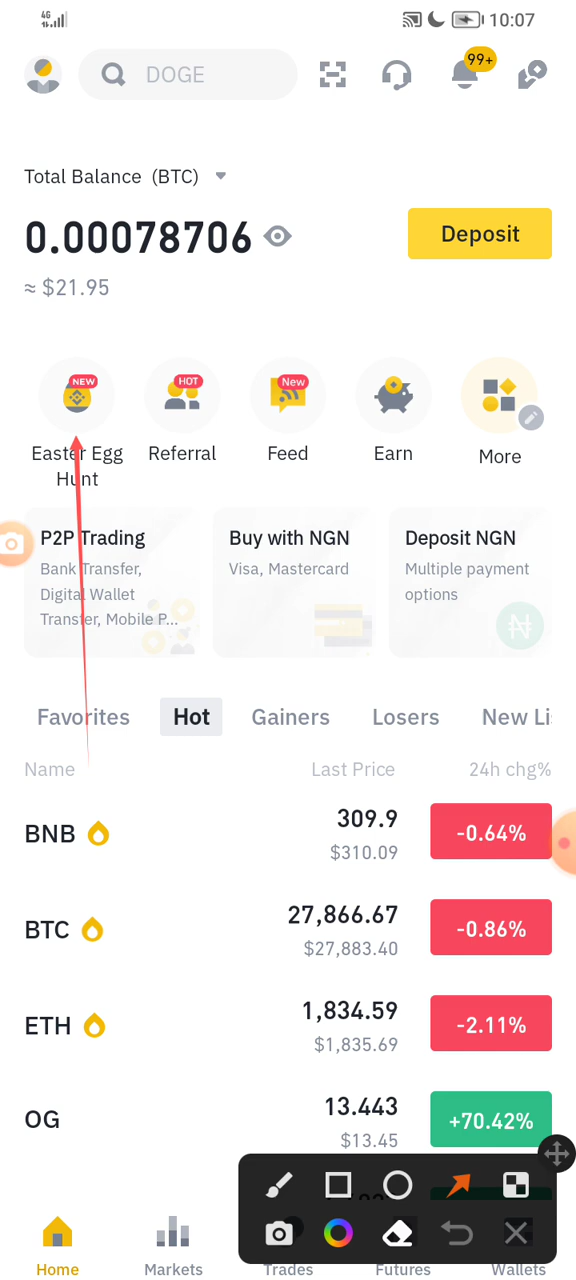 4G
10:07
DOGE
99+
Total Balance (BTC)
0.00078706
Deposit
≈ $21.95
NEW
HOT
New
Easter Egg
Hunt
Referral
Feed
Earn
More
P2P Trading
Bank Transfer,
Digital Wallet
Transfer, Mobile P...
Buy with NGN
Visa, Mastercard
Deposit NGN
Multiple payment
options
Favorites
Hot
Gainers
Losers
New Lis
Name
Last Price
24h chg%
BNB
309.9
$310.09
-0.64%
BTC
27,866.67
$27,883.40
-0.86%
ETH
1,834.59
$1,835.69
-2.11%
OG
13.443
$13.45
+70.42%
Home
Markets
Trades
Futures
Wallets